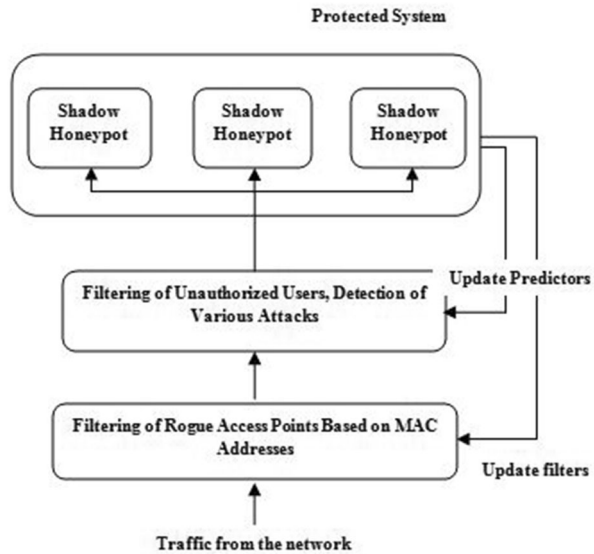 Protected System
Shadow
Honeypot
Shadow
Honeypot
Shadow
Honeypot
Filtering of Unauthorized Users, Detection of
Various Attacks
Update Predictors
Filtering of Rogue Access Points Based on MAC
Addresses
Update filters
Traffic from the network